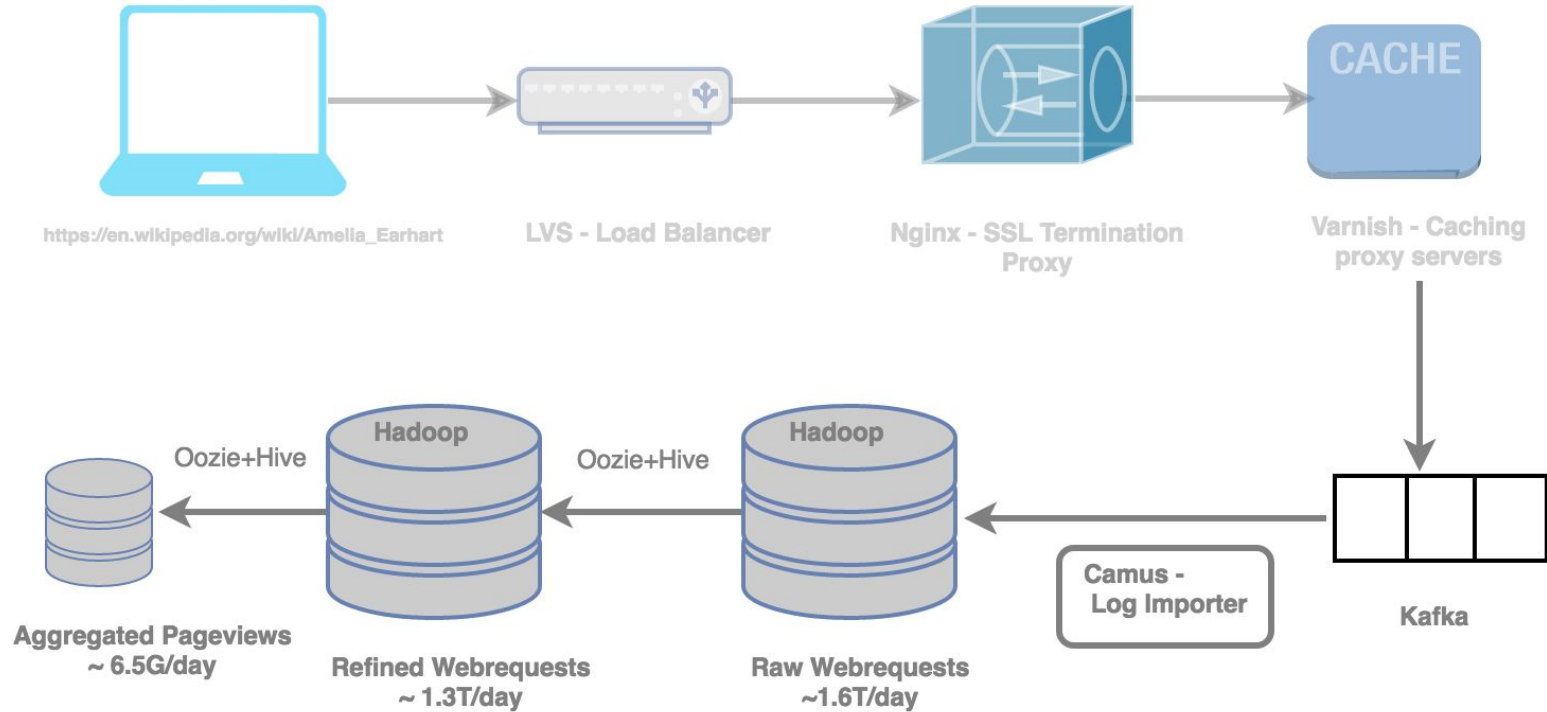 CACHE
https://en.wikipedia.org/wiki/Amelia_Earhart
LVS - Load Balancer
Nginx - SSL Termination
Proxy
Varnish - Caching
proxy servers
Hadoop
Hadoop
Oozie+Hive
Oozie+Hive
Camus -
Log Importer
Kafka
Aggregated Pageviews
~ 6.5G/day
Refined Webrequests
~ 1.3T/day
Raw Webrequests
~1.6T/day